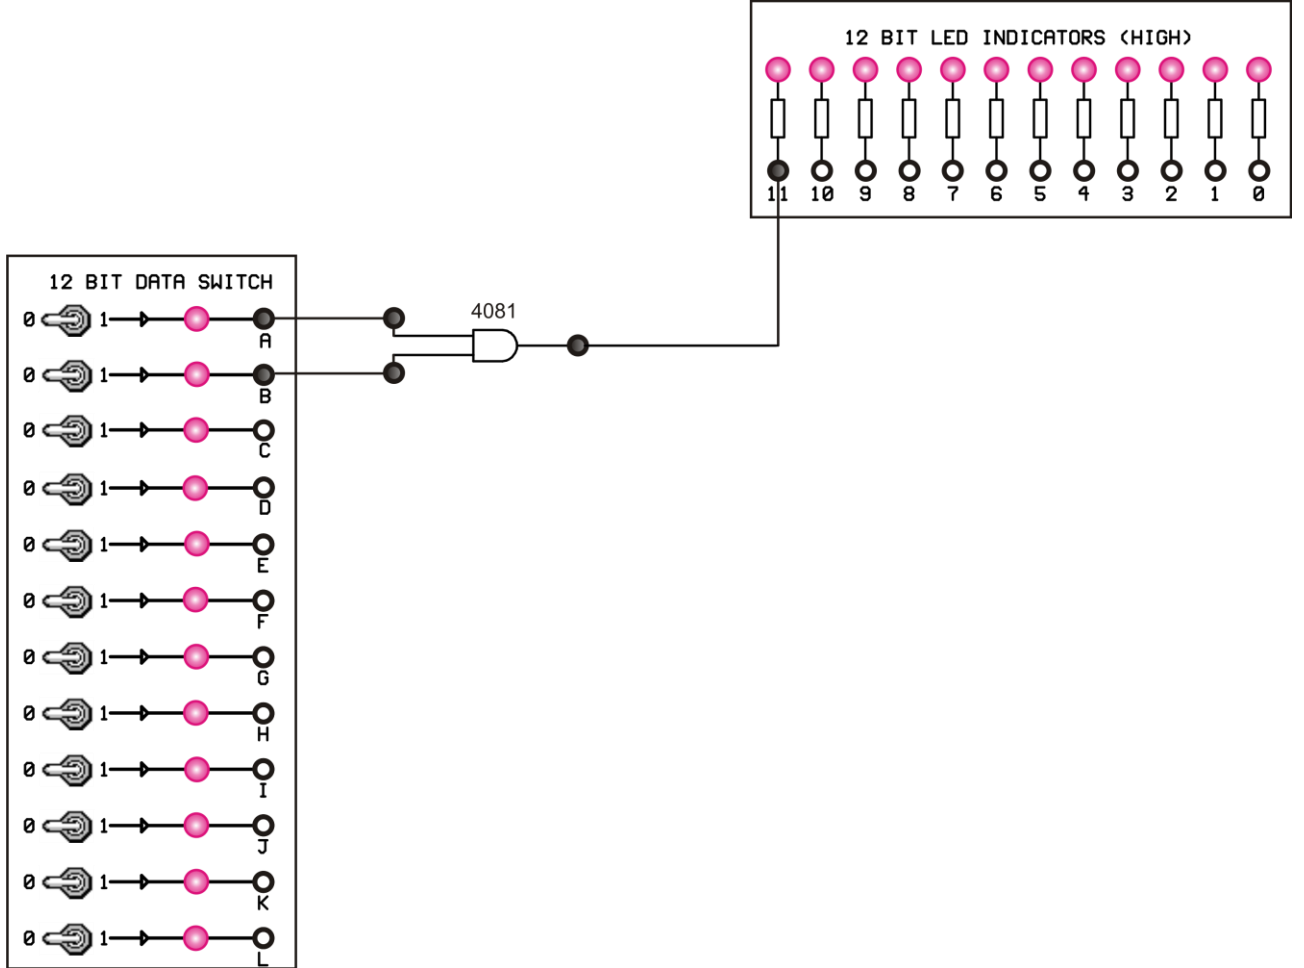 12 BIT LED INDICATORS (HIGH)
11 10 9 8 7 6 5 4 3 2 1 0
12 BIT DATA SWITCH
0 1 A
4081
0 1 B
0 1 C
0 1 D
0 1 E
0 1 F
0 1 G
0 1 H
0 1 I
0 1 J
0 1 K
0 1 L